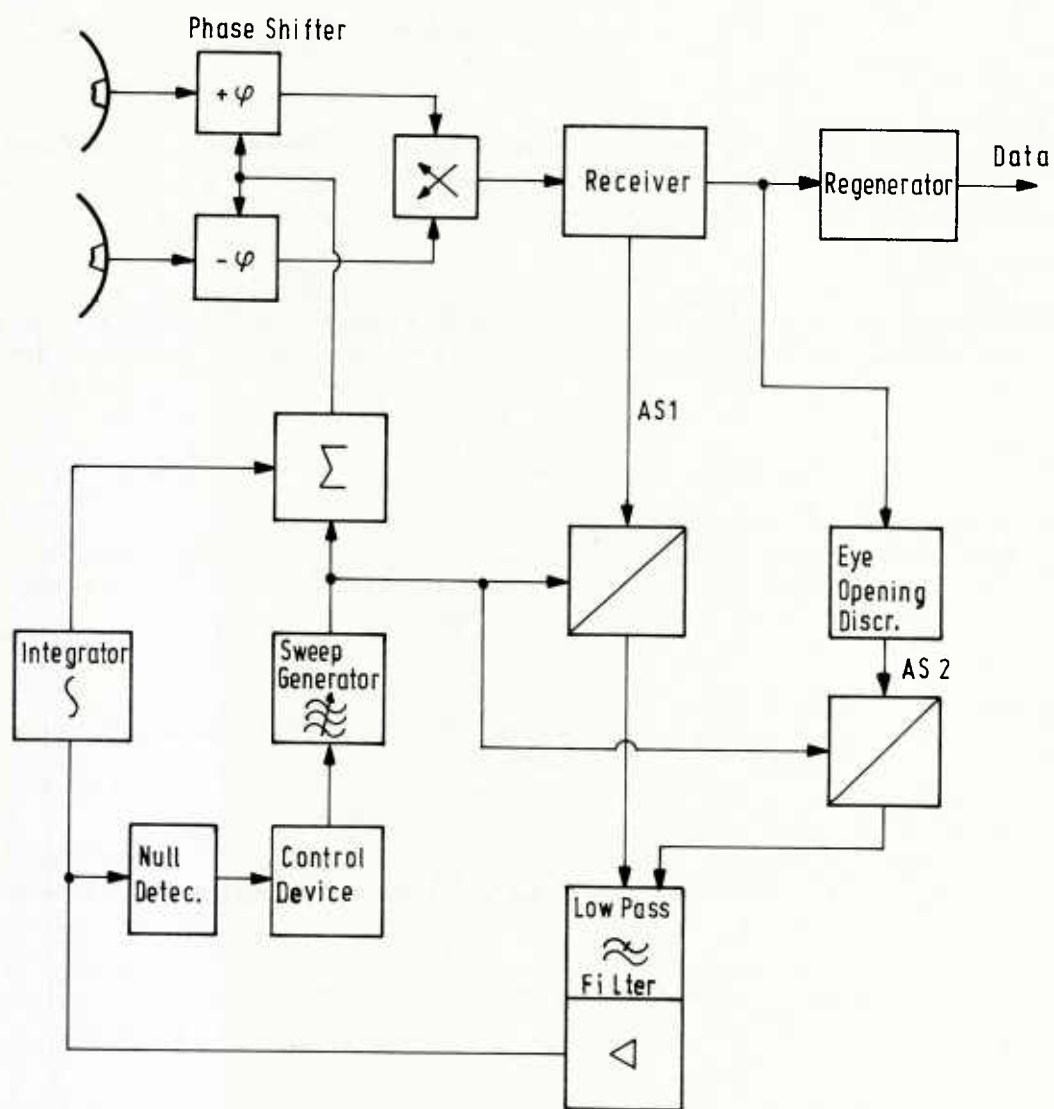 Phase Shifter
+φ
-φ
Receiver
Regenerator
Data
AS1
Σ
Eye
Opening
Discr.
AS 2
Integrator
∫
Sweep
Generator
Null
Detec.
Control
Device
Low Pass
Filter